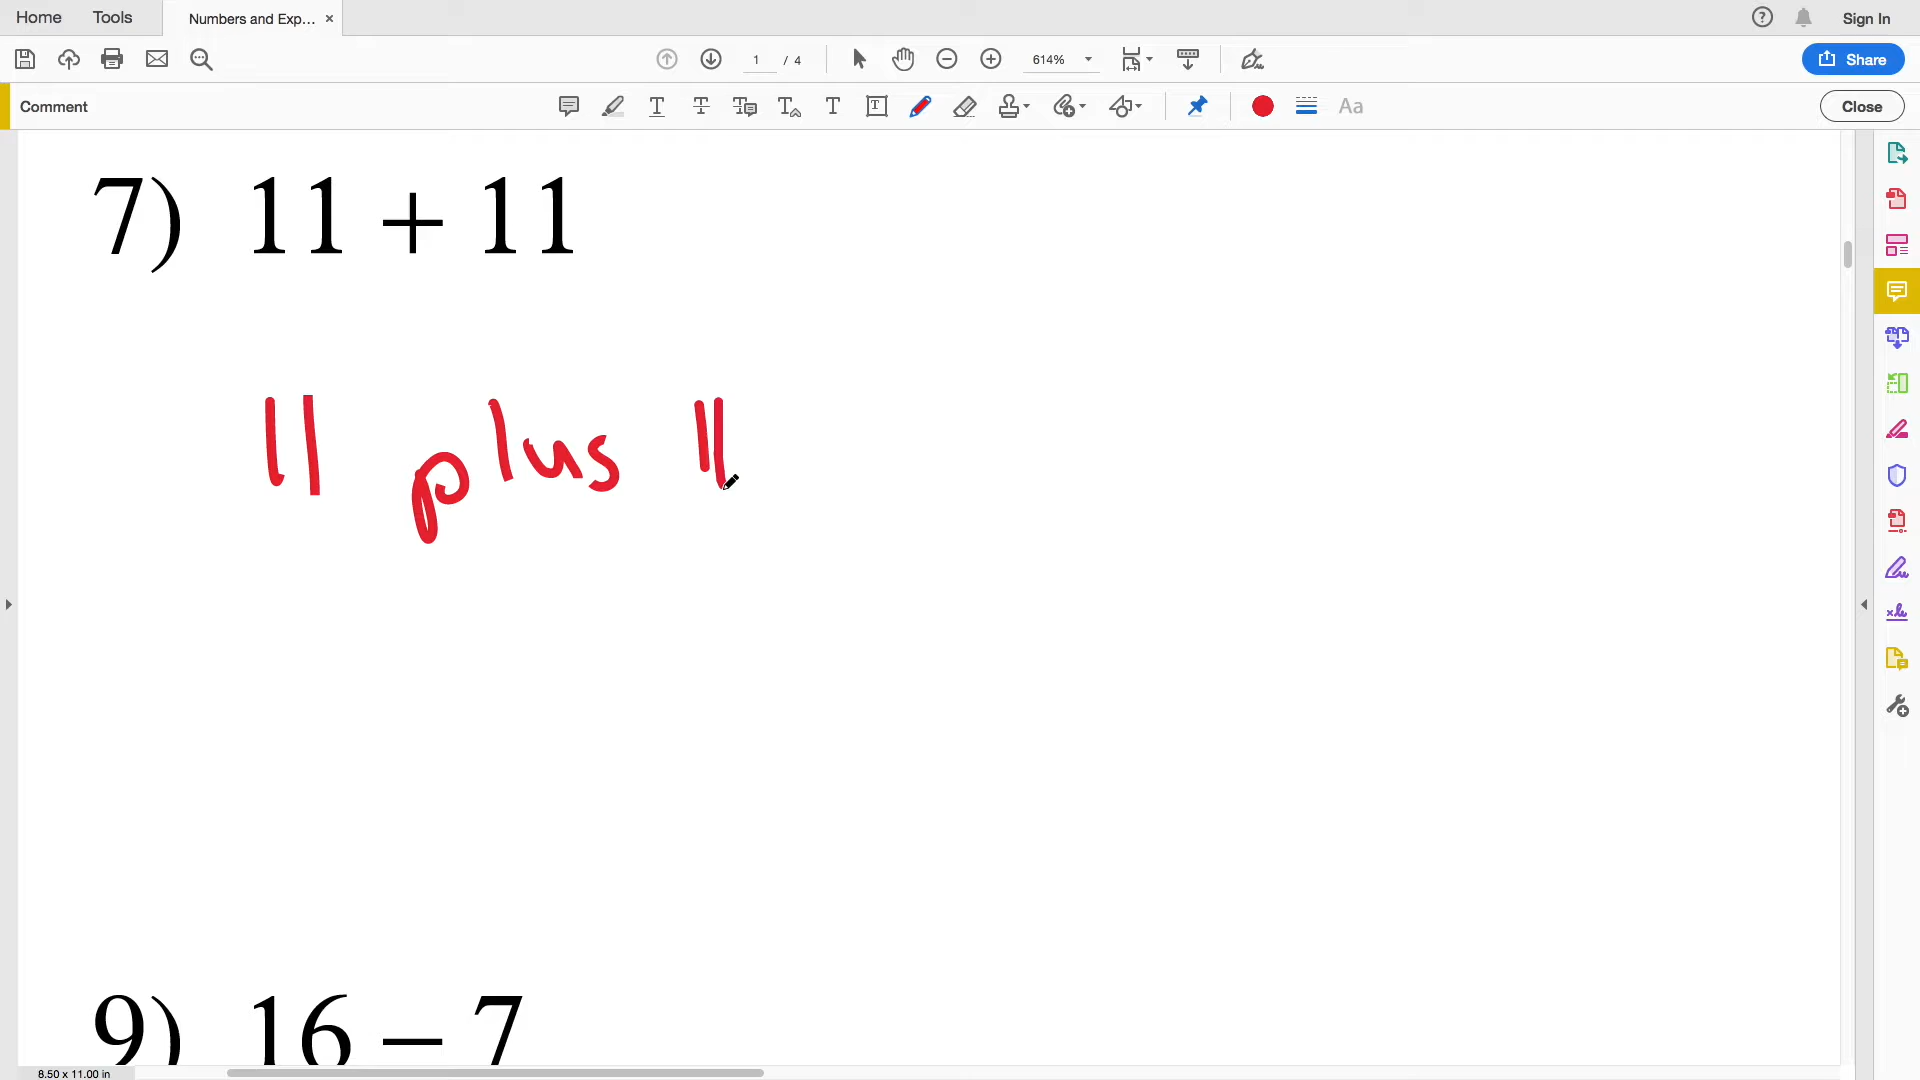 Home Tools Numbers and Exp... × Sign In
1 / 4 614% Share
Comment Aa Close
7) 11 + 11
11 plus 11
9) 16 − 7
8.50 x 11.00 in